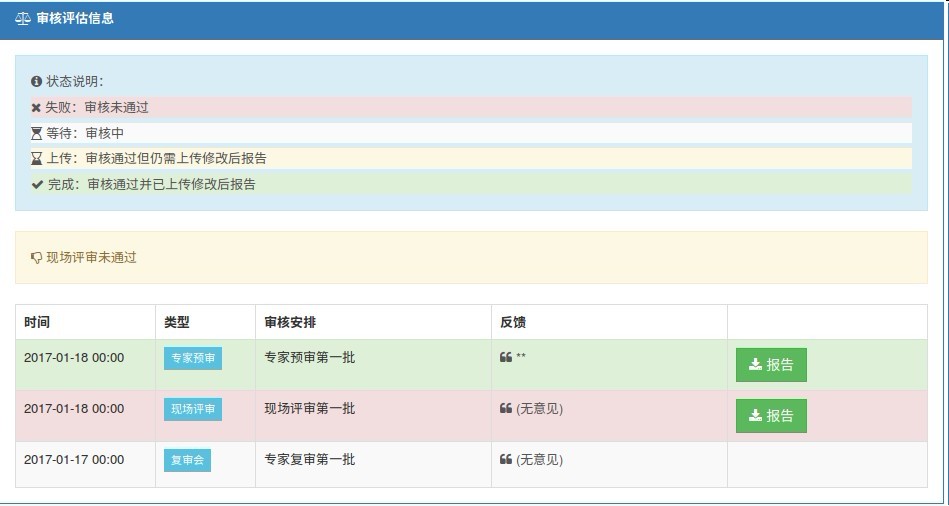 审核评估信息
状态说明：
失败：审核未通过
等待：审核中
上传：审核通过但仍需上传修改后报告
完成：审核通过并已上传修改后报告
现场评审未通过
时间 类型 审核安排 反馈
2017-01-18 00:00 专家预审 专家预审第一批 ** 报告
2017-01-18 00:00 现场评审 现场评审第一批 (无意见) 报告
2017-01-17 00:00 复审会 专家复审第一批 (无意见)